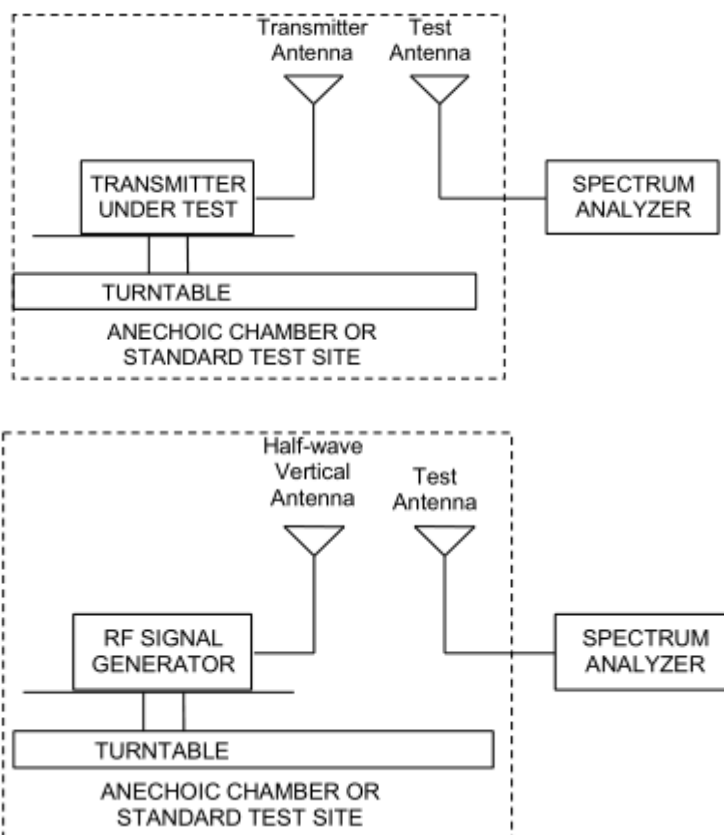 Transmitter
Antenna
Test
Antenna
TRANSMITTER
UNDER TEST
SPECTRUM
ANALYZER
TURNTABLE
ANECHOIC CHAMBER OR
STANDARD TEST SITE
Half-wave
Vertical
Antenna
Test
Antenna
RF SIGNAL
GENERATOR
SPECTRUM
ANALYZER
TURNTABLE
ANECHOIC CHAMBER OR
STANDARD TEST SITE